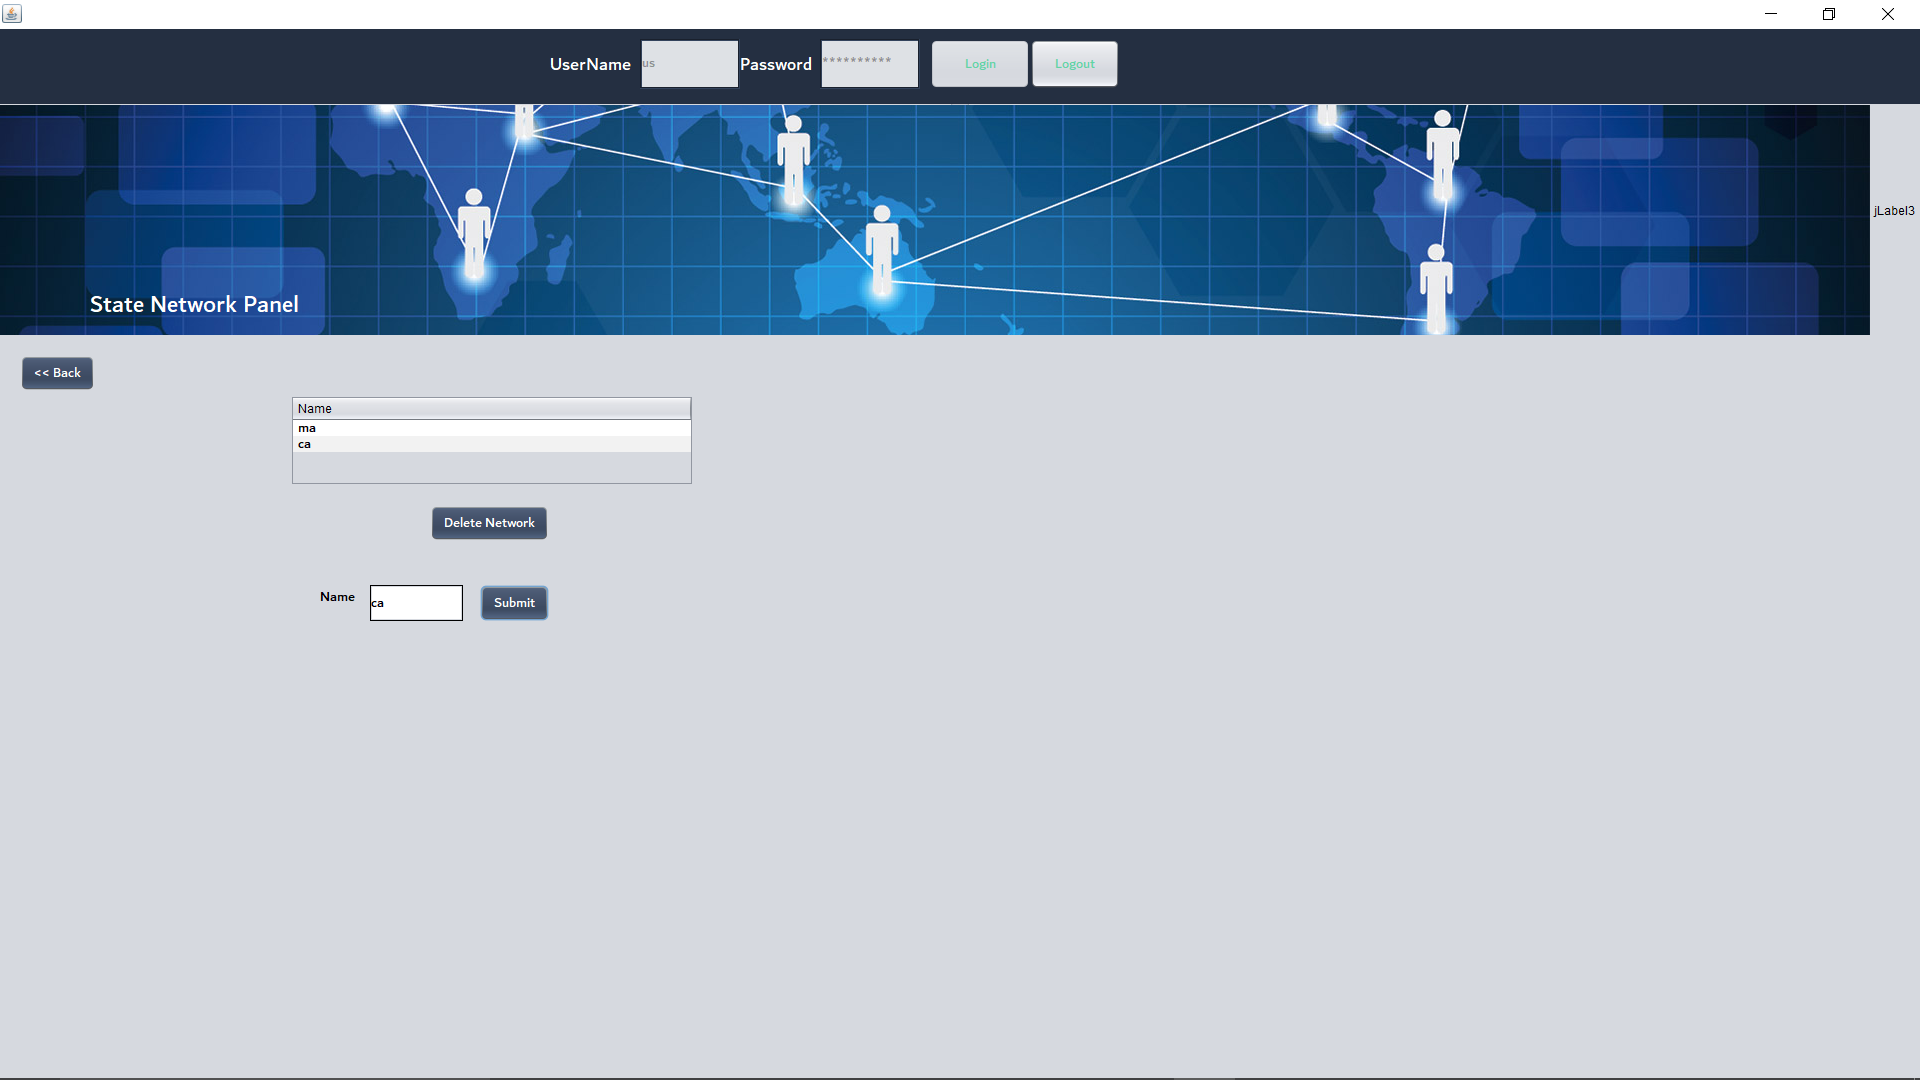 UserName us Password ********** Login Logout
jLabel3
State Network Panel
<< Back
Name
ma
ca
Delete Network
Name ca Submit